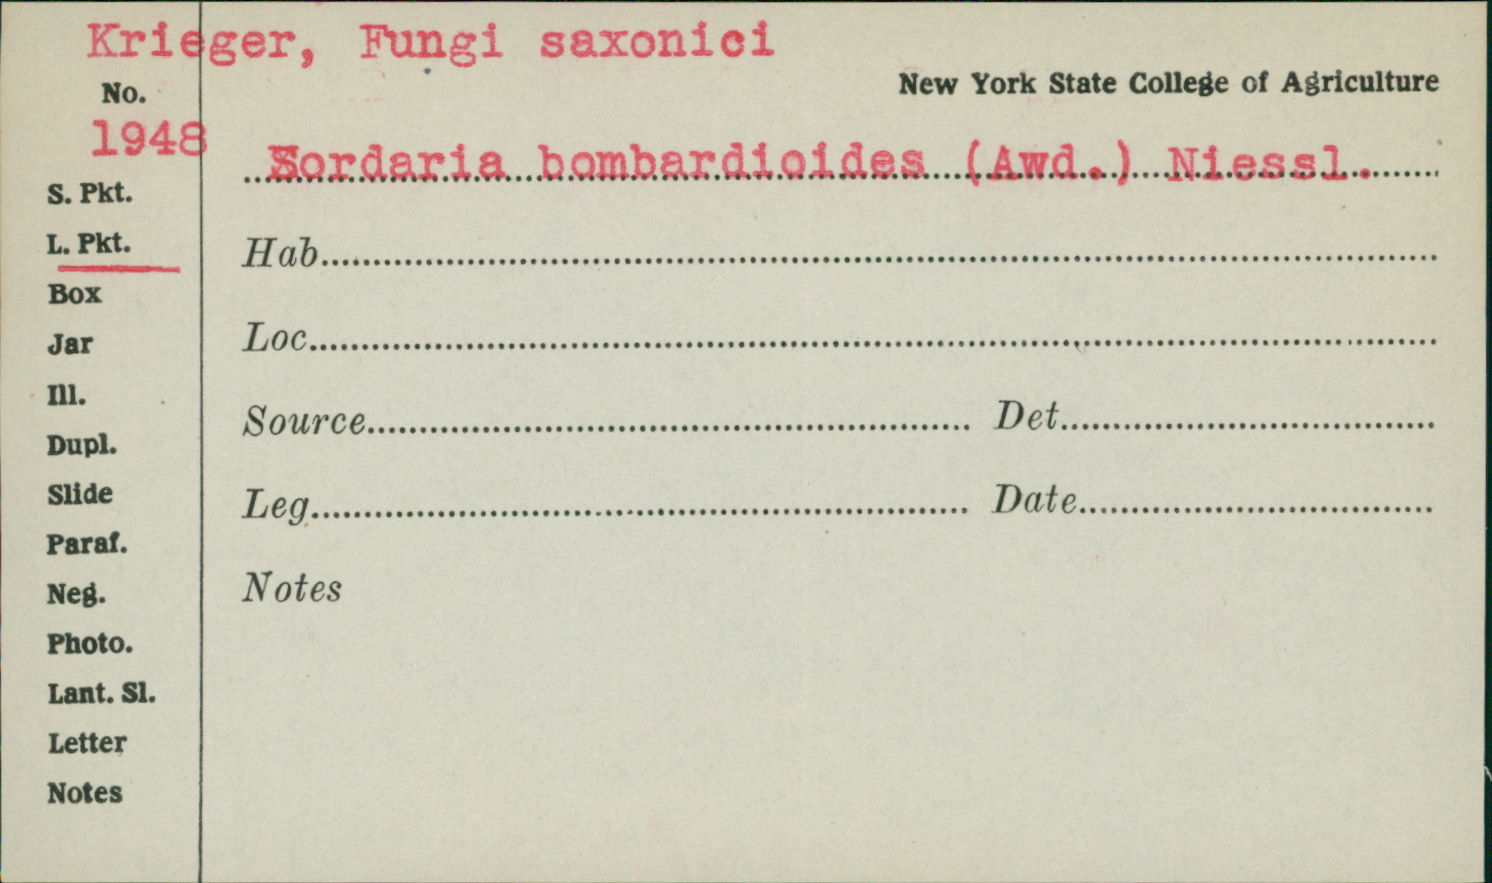 Krieger, Fungi saxonici
No.
New York State College of Agriculture
1948
Sordaria bombardioides (Awd.) Niessl.
S. Pkt.
L. Pkt.
Hab.
Box
Loc.
Jar
Ill.
Source Det.
Dupl.
Slide
Leg. Date
Paraf.
Neg.
Notes
Photo.
Lant. Sl.
Letter
Notes